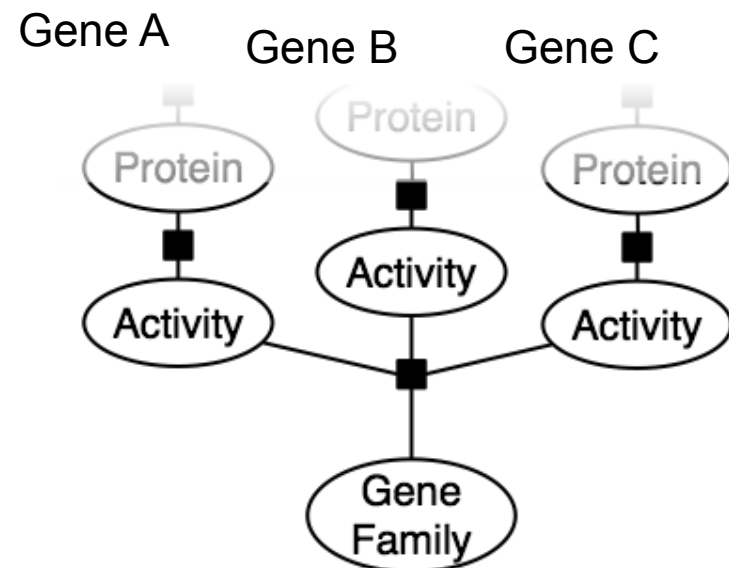 Gene A
Gene B
Gene C
Protein
Protein
Protein
Activity
Activity
Activity
Gene
Family